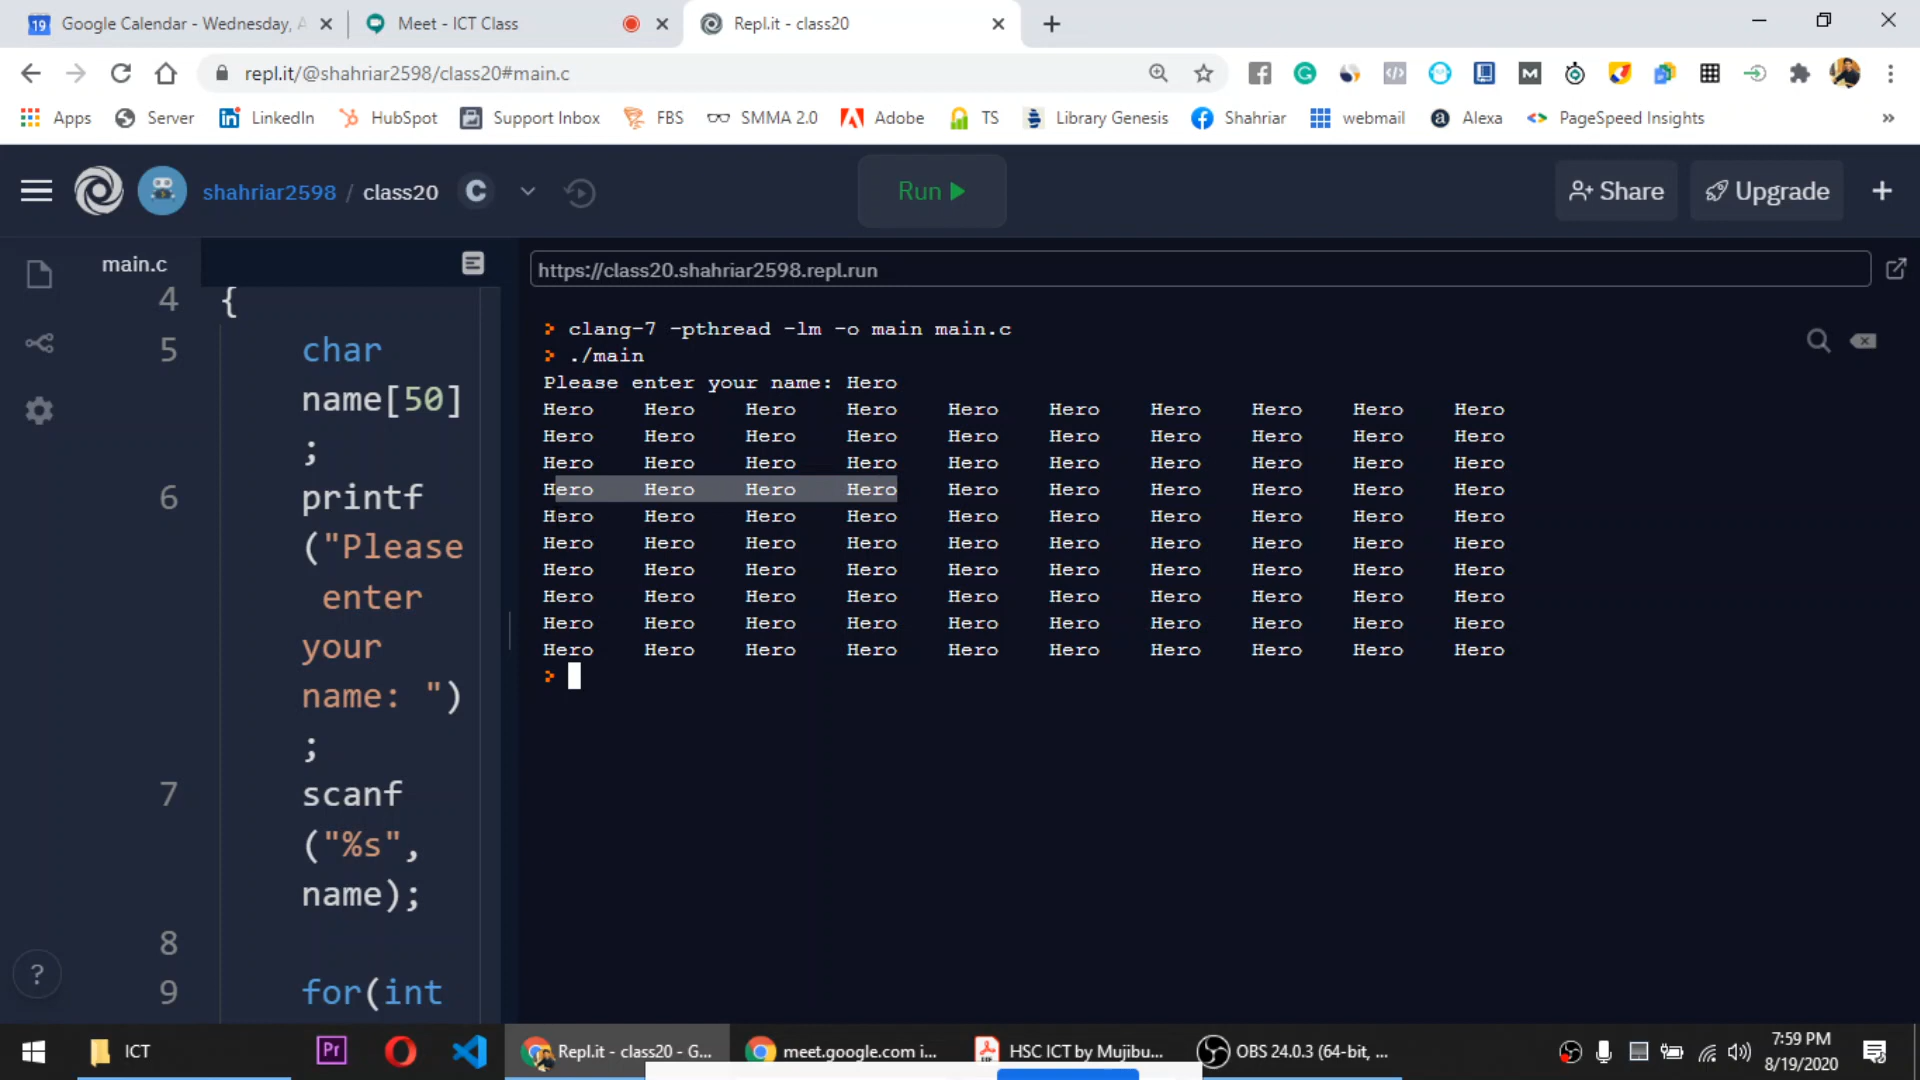 Google Calendar - Wednesday, A
Meet - ICT Class
Repl.it - class20
repl.it/@shahriar2598/class20#main.c
Apps
Server
LinkedIn
HubSpot
Support Inbox
FBS
SMMA 2.0
Adobe
TS
Library Genesis
Shahriar
webmail
Alexa
PageSpeed Insights
»
shahriar2598 / class20
C
Run
Share
Upgrade
main.c
4 {
5 char
name[50]
;
6 printf
("Please
enter
your
name: ")
;
7 scanf
("%s",
name);
8
9 for(int
https://class20.shahriar2598.repl.run
> clang-7 -pthread -lm -o main main.c
> ./main
Please enter your name: Hero
Hero Hero Hero Hero Hero Hero Hero Hero Hero Hero
Hero Hero Hero Hero Hero Hero Hero Hero Hero Hero
Hero Hero Hero Hero Hero Hero Hero Hero Hero Hero
Hero Hero Hero Hero Hero Hero Hero Hero Hero Hero
Hero Hero Hero Hero Hero Hero Hero Hero Hero Hero
Hero Hero Hero Hero Hero Hero Hero Hero Hero Hero
Hero Hero Hero Hero Hero Hero Hero Hero Hero Hero
Hero Hero Hero Hero Hero Hero Hero Hero Hero Hero
Hero Hero Hero Hero Hero Hero Hero Hero Hero Hero
Hero Hero Hero Hero Hero Hero Hero Hero Hero Hero
>
?
ICT
Pr
Repl.it - class20 - G...
meet.google.com i...
HSC ICT by Mujibu...
OBS 24.0.3 (64-bit, ...
7:59 PM
8/19/2020